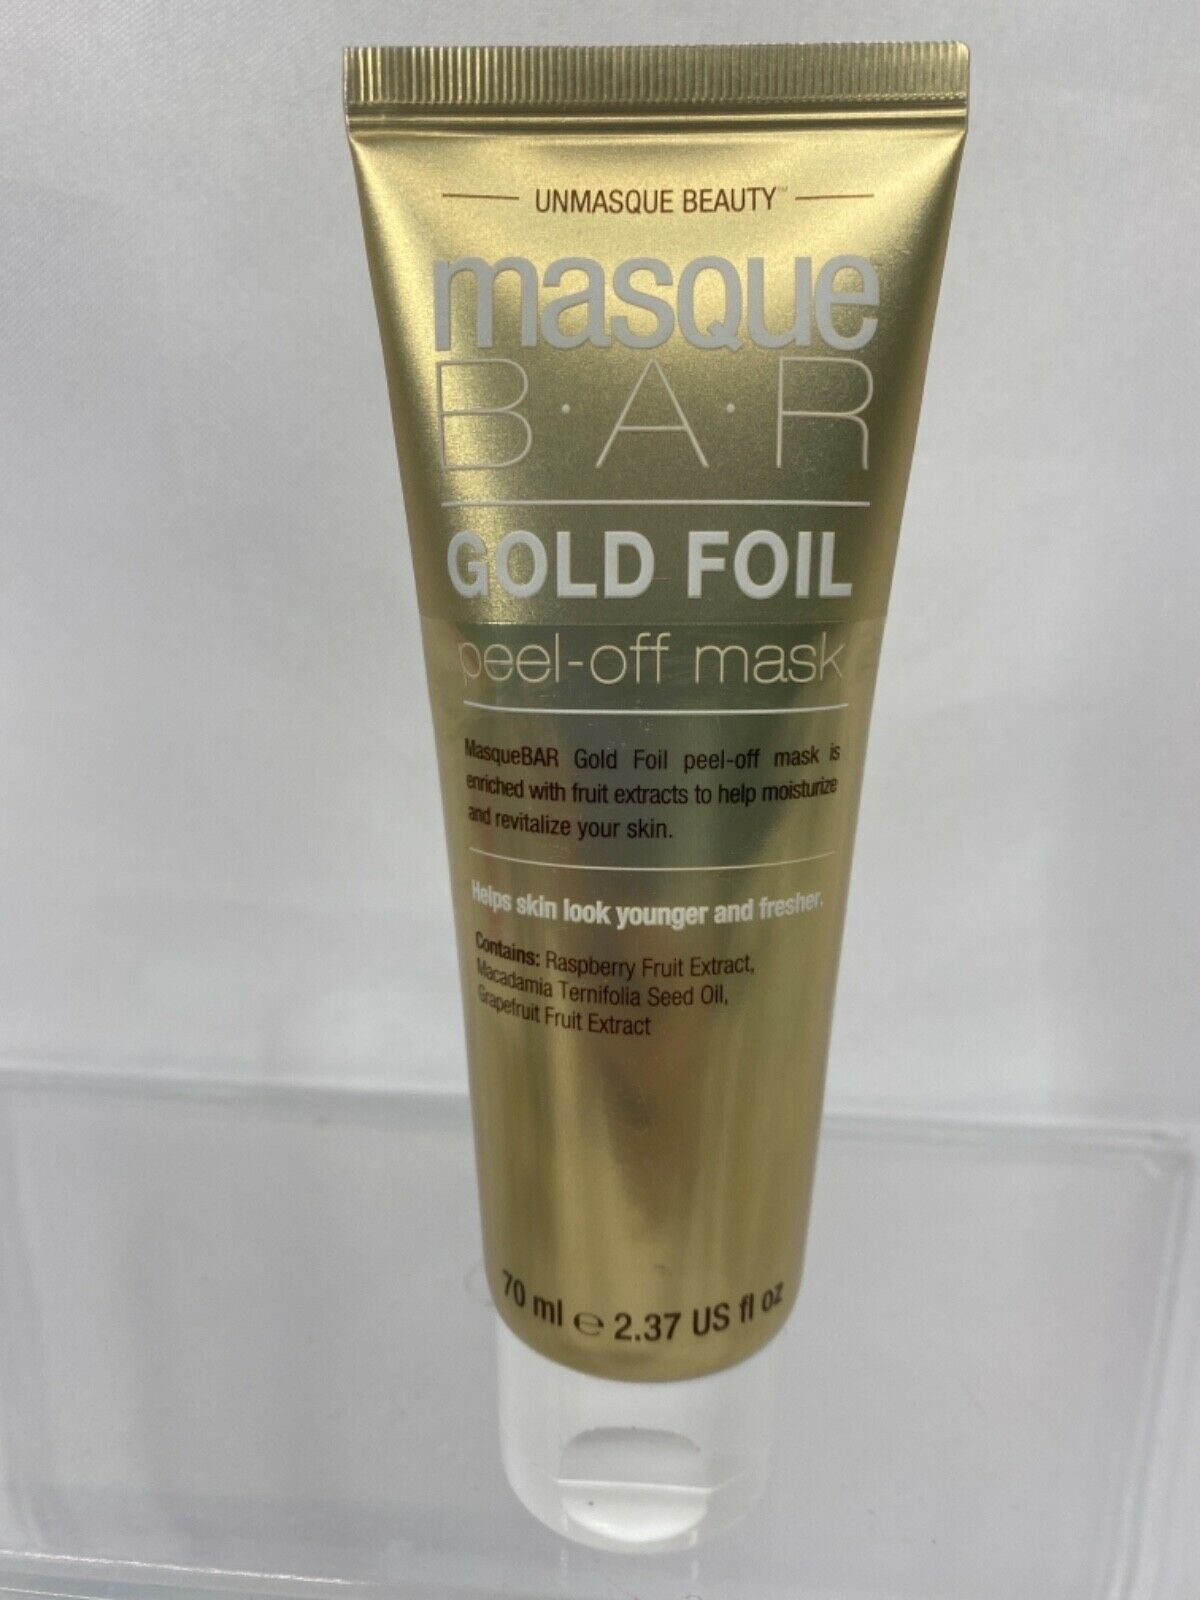 UNMASQUE BEAUTY™
masque
B·A·R
GOLD FOIL
peel-off mask
MasqueBAR Gold Foil peel-off mask is
enriched with fruit extracts to help moisturize
and revitalize your skin.
Helps skin look younger and fresher.
Contains: Raspberry Fruit Extract,
Macadamia Ternifolia Seed Oil,
Grapefruit Fruit Extract
70 ml ℮ 2.37 US fl oz